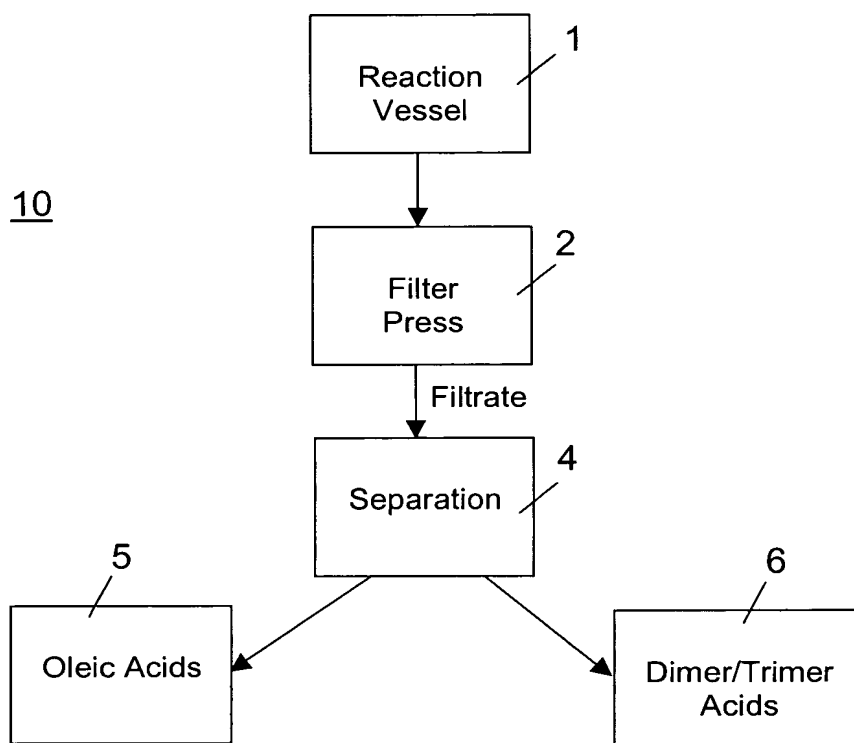 1
Reaction
Vessel
10
2
Filter
Press
Filtrate
4
Separation
5
6
Oleic Acids
Dimer/Trimer
Acids